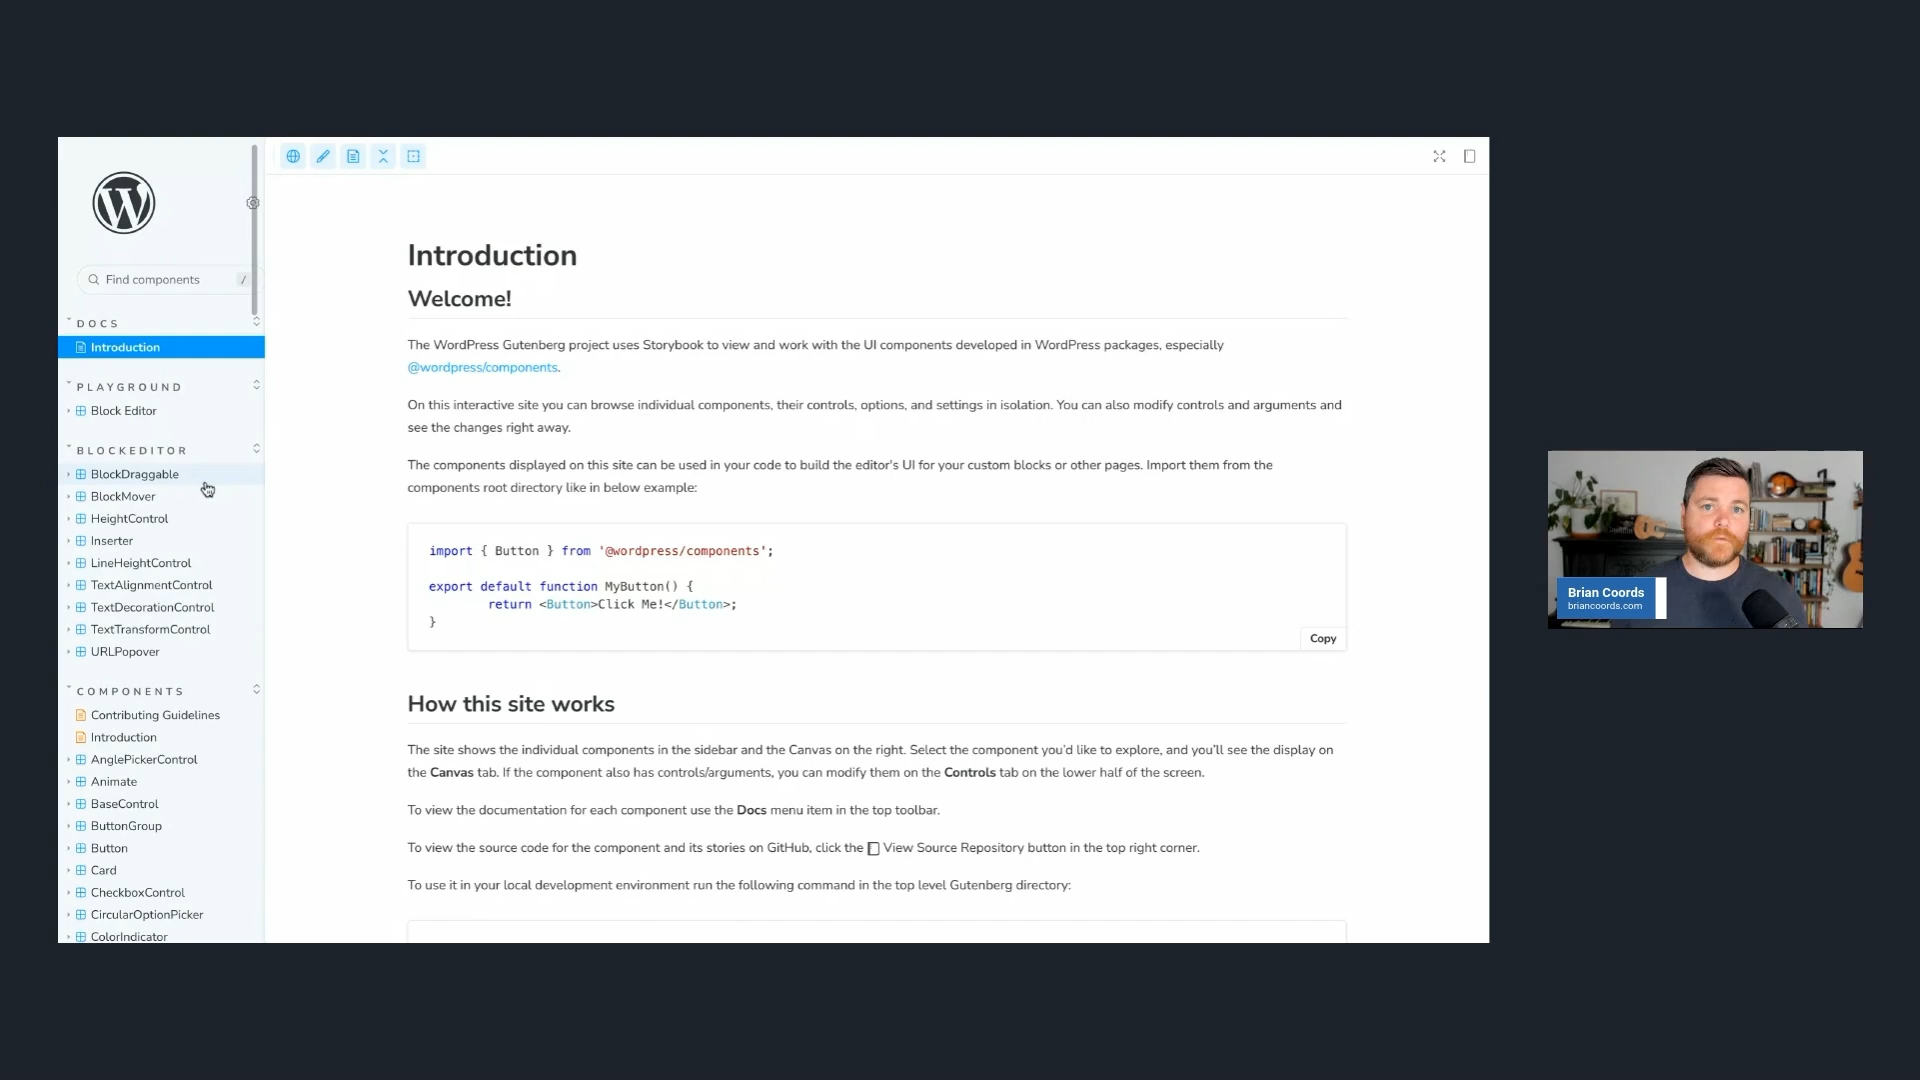 Find components
/
DOCS
Introduction
PLAYGROUND
Block Editor
BLOCKEDITOR
BlockDraggable
BlockMover
HeightControl
Inserter
LineHeightControl
TextAlignmentControl
TextDecorationControl
TextTransformControl
URLPopover
COMPONENTS
Contributing Guidelines
Introduction
AnglePickerControl
Animate
BaseControl
ButtonGroup
Button
Card
CheckboxControl
CircularOptionPicker
ColorIndicator
Introduction
Welcome!
The WordPress Gutenberg project uses Storybook to view and work with the UI components developed in WordPress packages, especially
@wordpress/components.
On this interactive site you can browse individual components, their controls, options, and settings in isolation. You can also modify controls and arguments and
see the changes right away.
The components displayed on this site can be used in your code to build the editor's UI for your custom blocks or other pages. Import them from the
components root directory like in below example:
import { Button } from '@wordpress/components';
export default function MyButton() {
return <Button>Click Me!</Button>;
}
Copy
How this site works
The site shows the individual components in the sidebar and the Canvas on the right. Select the component you'd like to explore, and you'll see the display on
the Canvas tab. If the component also has controls/arguments, you can modify them on the Controls tab on the lower half of the screen.
To view the documentation for each component use the Docs menu item in the top toolbar.
To view the source code for the component and its stories on GitHub, click the View Source Repository button in the top right corner.
To use it in your local development environment run the following command in the top level Gutenberg directory:
Brian Coords
briancoords.com